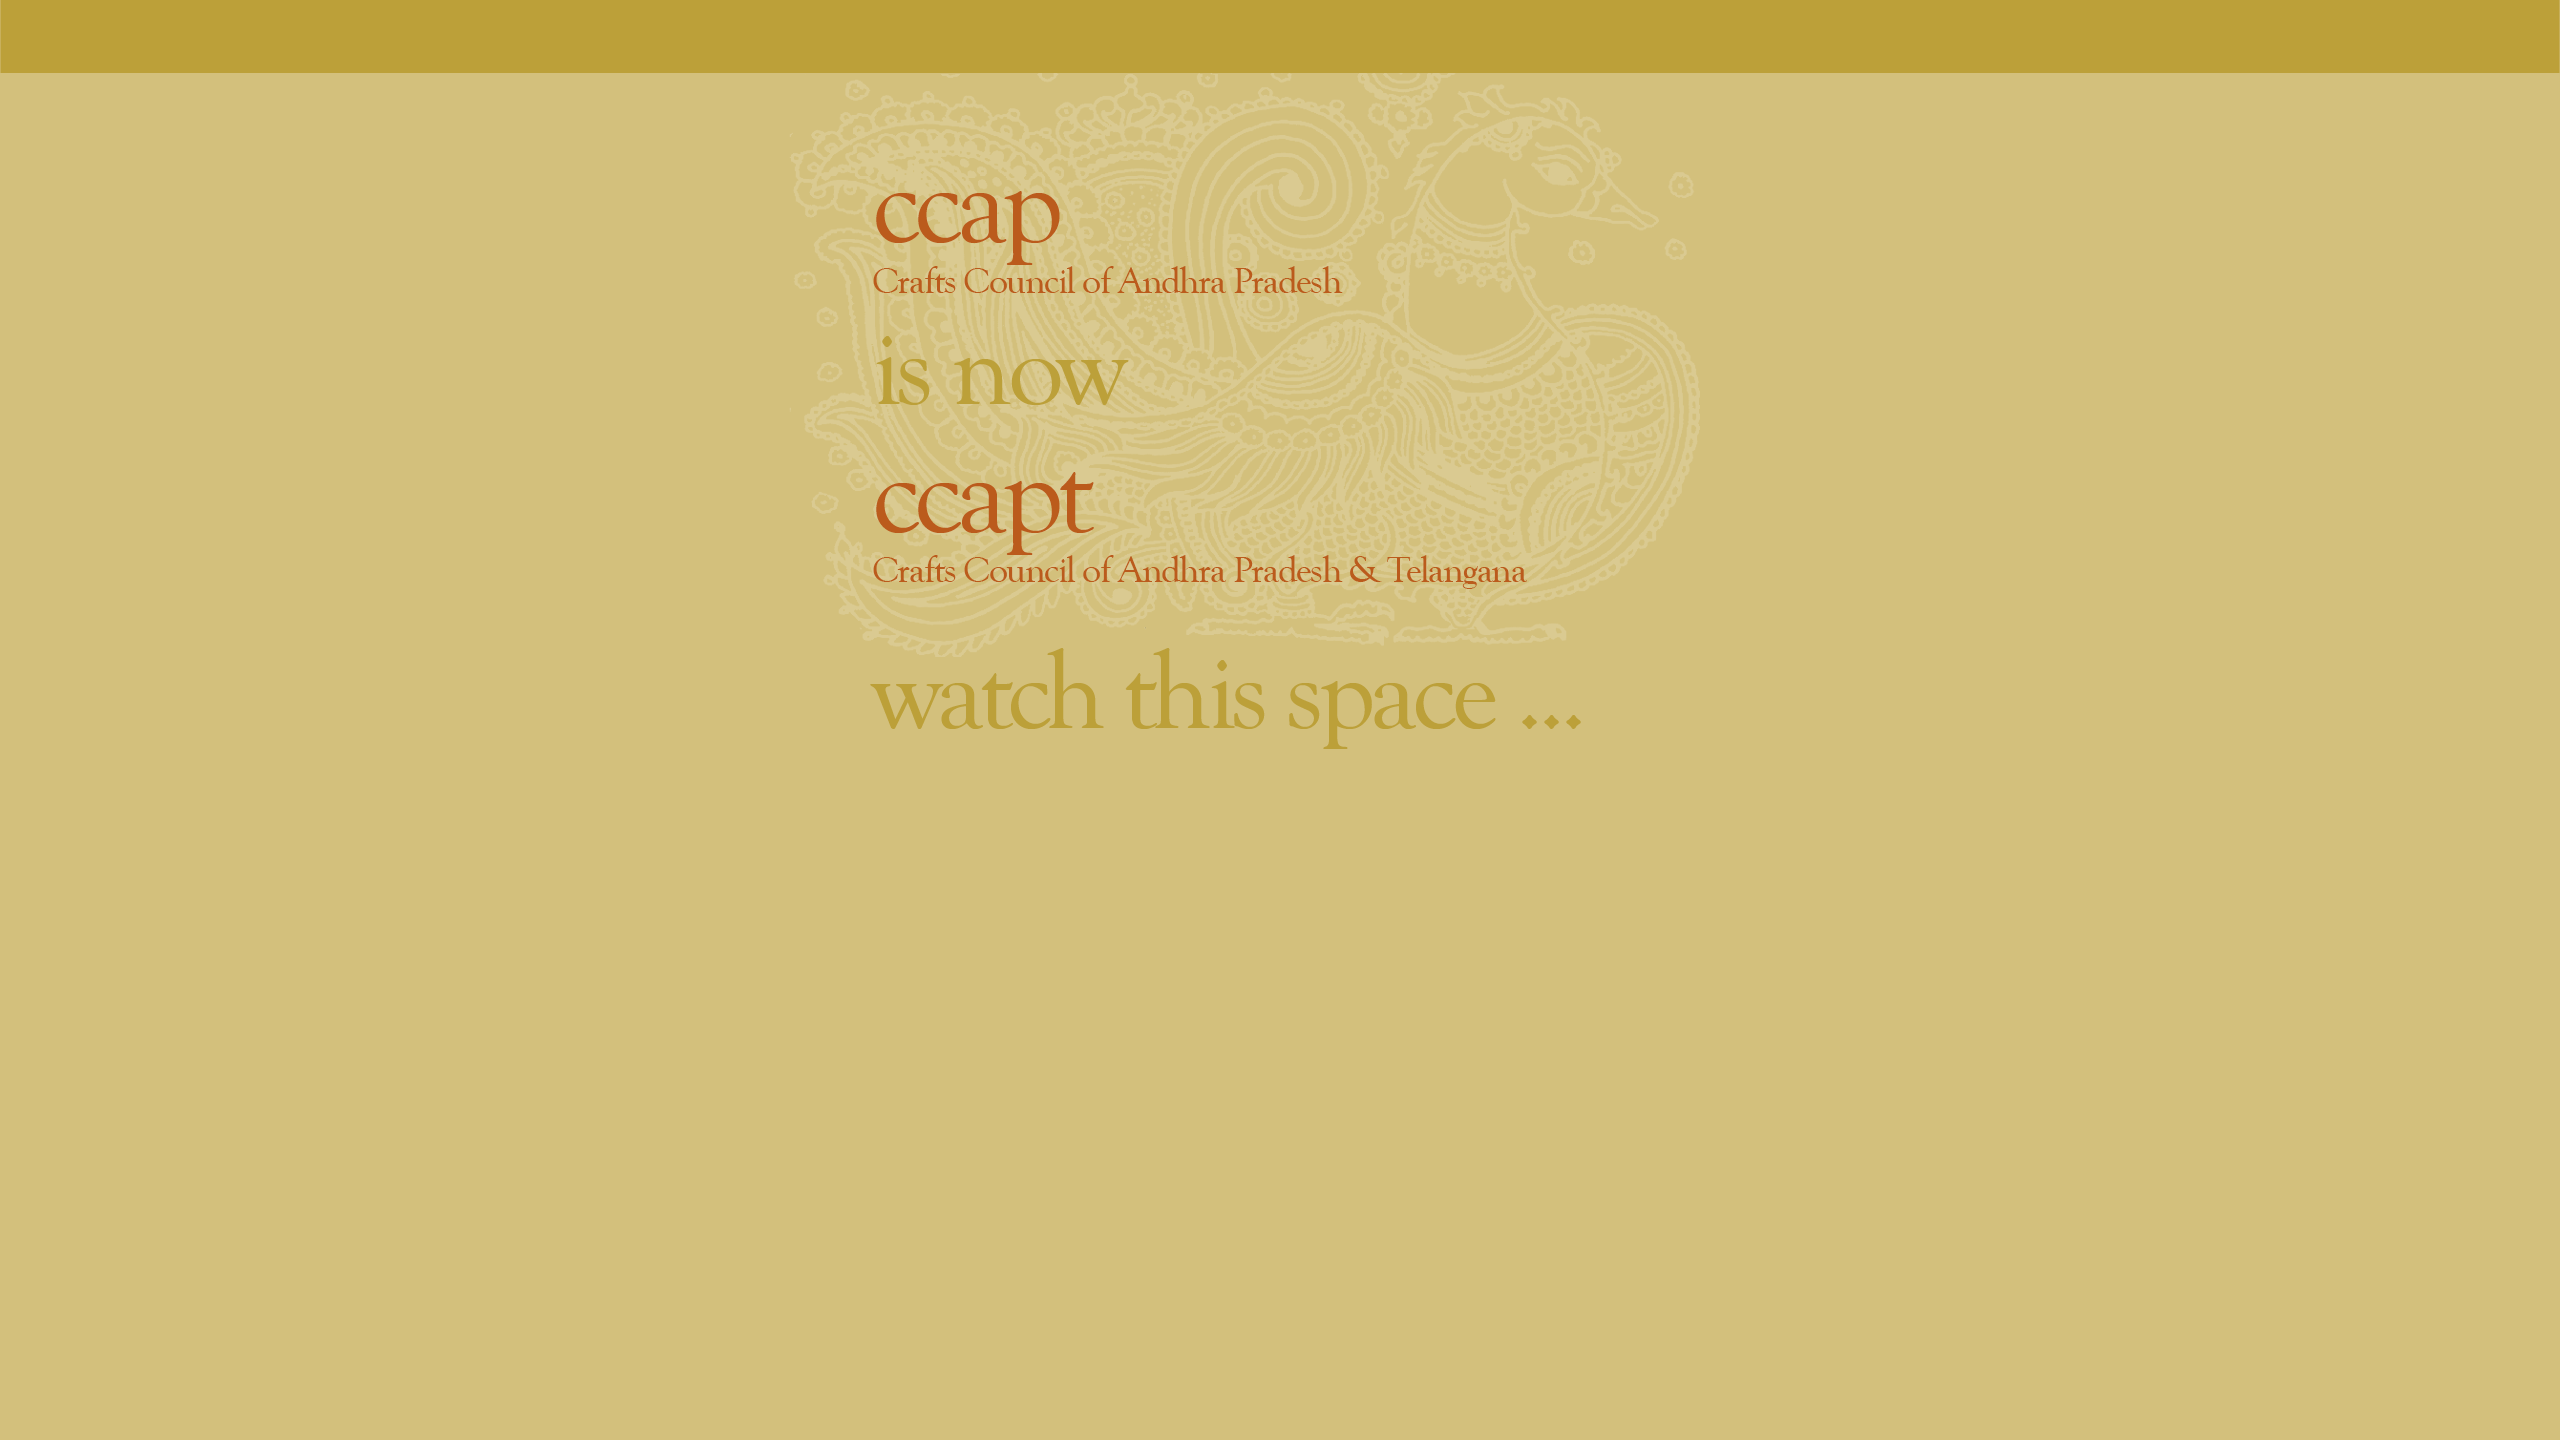 ccap
Crafts Council of Andhra Pradesh
is now
ccapt
Crafts Council of Andhra Pradesh & Telangana
watch this space ...